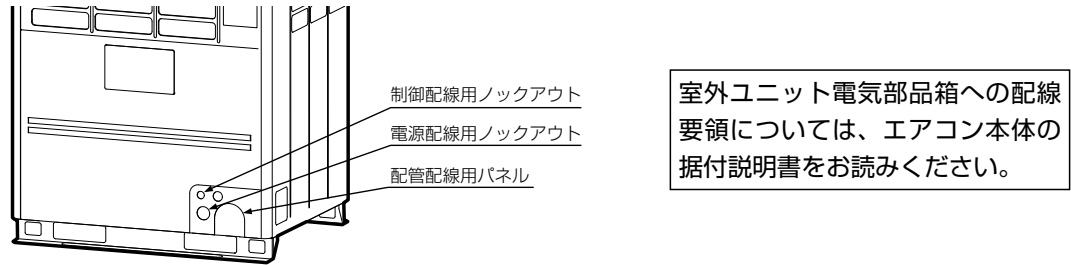 制御配線用ノックアウト
電源配線用ノックアウト
配管配線用パネル
室外ユニット電気部品箱への配線
要領については、エアコン本体の
据付説明書をお読みください。